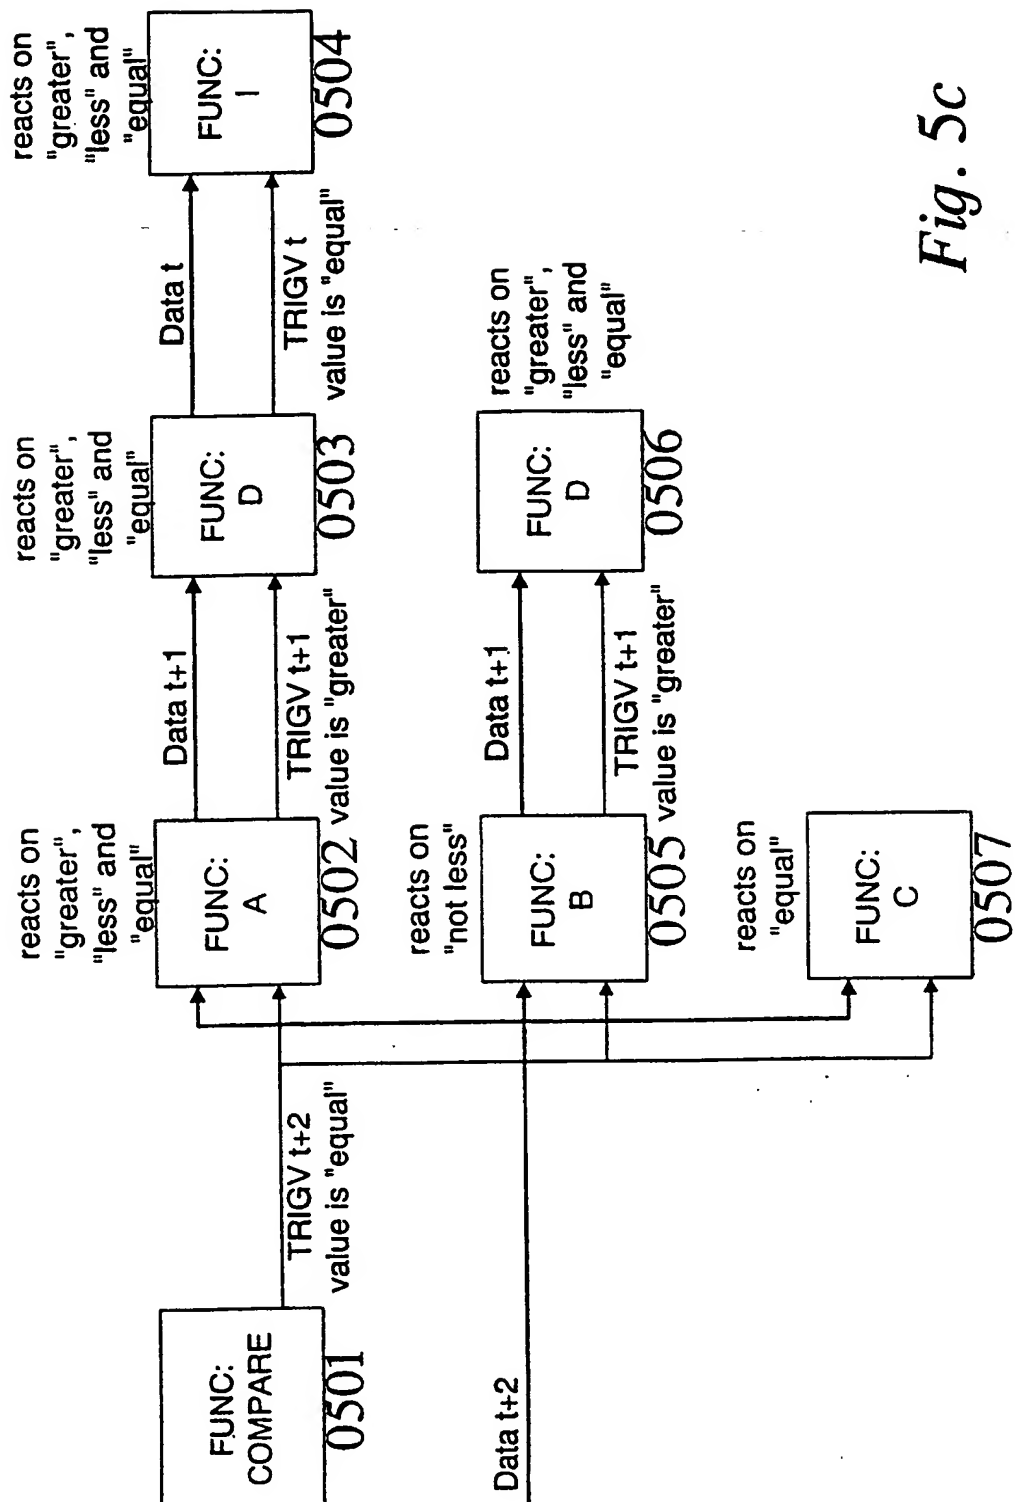 reacts on
"greater",
"less" and
"equal"
FUNC:
I
0504
Data t
TRIGV t
value is "equal"
reacts on
"greater",
"less" and
"equal"
FUNC:
D
0503
Data t+1
TRIGV t+1
value is "greater"
reacts on
"greater",
"less" and
"equal"
FUNC:
A
0502
TRIGV t+2
value is "equal"
FUNC:
COMPARE
0501
reacts on
"greater",
"less" and
"equal"
FUNC:
D
0506
Data t+1
TRIGV t+1
value is "greater"
reacts on
"not less"
FUNC:
B
0505
Data t+2
reacts on
"equal"
FUNC:
C
0507
Fig. 5c